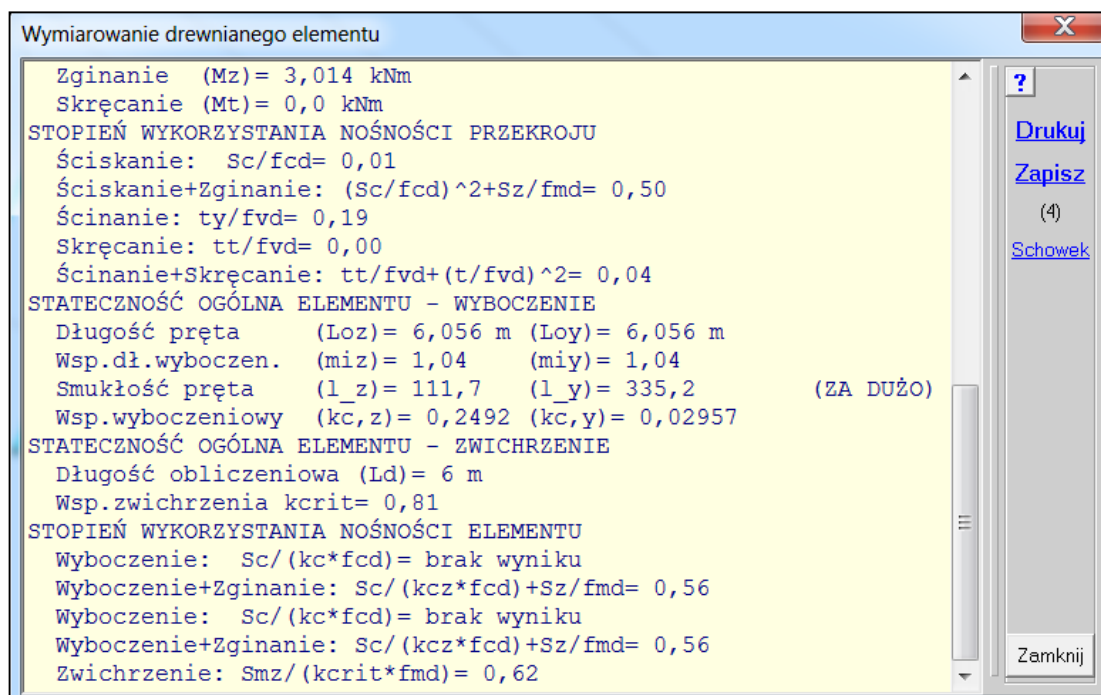 Wymiarowanie drewnianego elementu
X
Zginanie (Mz)= 3,014 kNm
Skręcanie (Mt)= 0,0 kNm
STOPIEŃ WYKORZYSTANIA NOŚNOŚCI PRZEKROJU
Ściskanie: Sc/fcd= 0,01
Ściskanie+Zginanie: (Sc/fcd)^2+Sz/fmd= 0,50
Ścinanie: ty/fvd= 0,19
Skręcanie: tt/fvd= 0,00
Ścinanie+Skręcanie: tt/fvd+(t/fvd)^2= 0,04
STATECZNOŚĆ OGÓLNA ELEMENTU - WYBOCZENIE
Długość pręta (Loz)= 6,056 m (Loy)= 6,056 m
Wsp.dł.wyboczen. (miz)= 1,04 (miy)= 1,04
Smukłość pręta (l_z)= 111,7 (l_y)= 335,2 (ZA DUŻO)
Wsp.wyboczeniowy (kc,z)= 0,2492 (kc,y)= 0,02957
STATECZNOŚĆ OGÓLNA ELEMENTU - ZWICHRZENIE
Długość obliczeniowa (Ld)= 6 m
Wsp.zwichrzenia kcrit= 0,81
STOPIEŃ WYKORZYSTANIA NOŚNOŚCI ELEMENTU
Wyboczenie: Sc/(kc*fcd)= brak wyniku
Wyboczenie+Zginanie: Sc/(kcz*fcd)+Sz/fmd= 0,56
Wyboczenie: Sc/(kc*fcd)= brak wyniku
Wyboczenie+Zginanie: Sc/(kcz*fcd)+Sz/fmd= 0,56
Zwichrzenie: Smz/(kcrit*fmd)= 0,62
?
Drukuj
Zapisz
(4)
Schowek
Zamknij